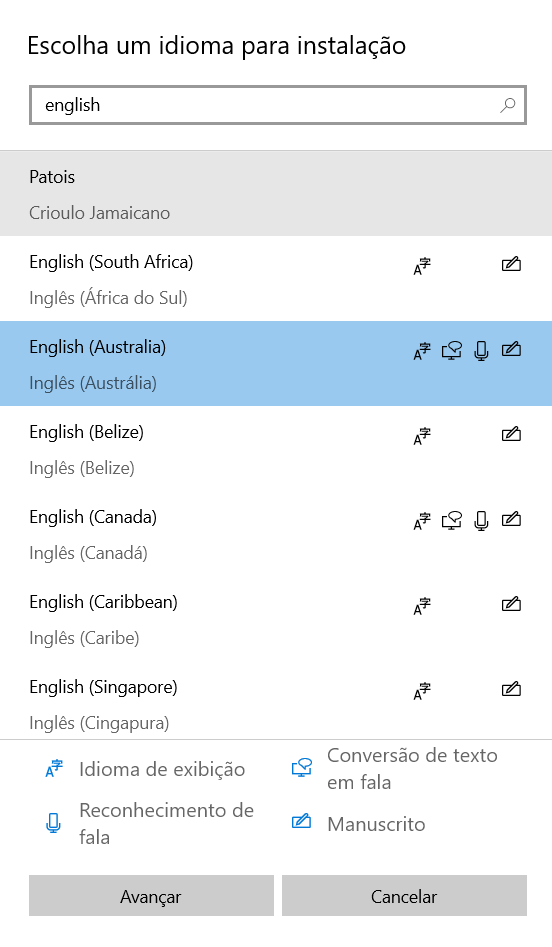 Escolha um idioma para instalação
english
Patois
Crioulo Jamaicano
English (South Africa)
Inglês (África do Sul)
English (Australia)
Inglês (Austrália)
English (Belize)
Inglês (Belize)
English (Canada)
Inglês (Canadá)
English (Caribbean)
Inglês (Caribe)
English (Singapore)
Inglês (Cingapura)
Idioma de exibição
Conversão de texto
em fala
Reconhecimento de
fala
Manuscrito
Avançar
Cancelar